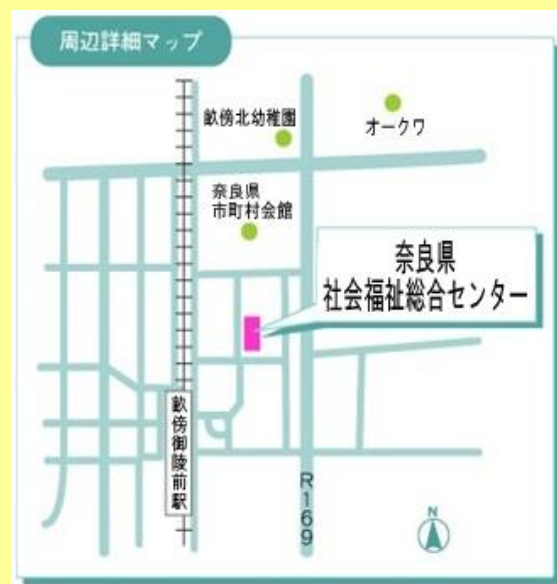 周辺詳細マップ
畝傍北幼稚園
オークワ
奈良県
市町村会館
奈良県
社会福祉総合センター
畝傍御陵前駅
R169
N